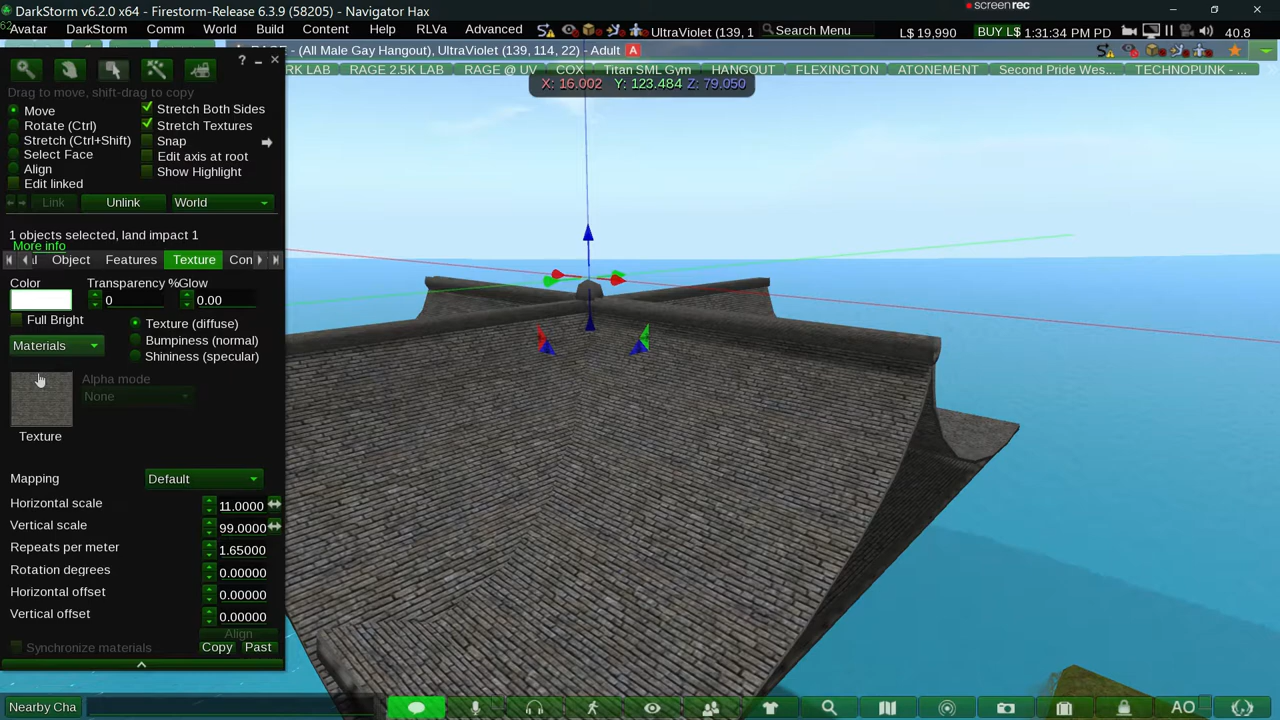 DarkStorm v6.2.0 x64 - Firestorm-Release 6.3.9 (58205) - Navigator Hax
screenrec
62
Avatar DarkStorm Comm World Build Content Help RLVa Advanced UltraViolet (139, 1 Search Menu L$ 19,990 BUY L$ 1:31:34 PM PD 40.8
RAGE - (All Male Gay Hangout), UltraViolet (139, 114, 22) - Adult A
RK LAB RAGE 2.5K LAB RAGE @ UV COX Titan SML Gym HANGOUT FLEXINGTON ATONEMENT Second Pride Wes... TECHNOPUNK - ...
X: 16.002 Y: 123.484 Z: 79.050
Drag to move, shift-drag to copy
Move
Rotate (Ctrl)
Stretch (Ctrl+Shift)
Select Face
Align
Edit linked
Stretch Both Sides
Stretch Textures
Snap
Edit axis at root
Show Highlight
Link Unlink World
1 objects selected, land impact 1
More info
Object Features Texture Con
Color Transparency % Glow
0 0.00
Full Bright
Texture (diffuse)
Bumpiness (normal)
Shininess (specular)
Materials
Alpha mode
None
Texture
Mapping Default
Horizontal scale 11.0000
Vertical scale 99.0000
Repeats per meter 1.65000
Rotation degrees 0.00000
Horizontal offset 0.00000
Vertical offset 0.00000
Align
Synchronize materials Copy Past
Nearby Cha
AO